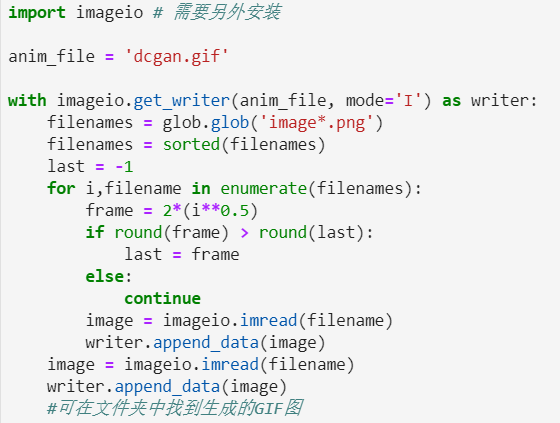 import imageio # 需要另外安装
anim_file = 'dcgan.gif'
with imageio.get_writer(anim_file, mode='I') as writer:
    filenames = glob.glob('image*.png')
    filenames = sorted(filenames)
    last = -1
    for i,filename in enumerate(filenames):
        frame = 2*(i**0.5)
        if round(frame) > round(last):
            last = frame
        else:
            continue
        image = imageio.imread(filename)
        writer.append_data(image)
    image = imageio.imread(filename)
    writer.append_data(image)
    #可在文件夹中找到生成的GIF图